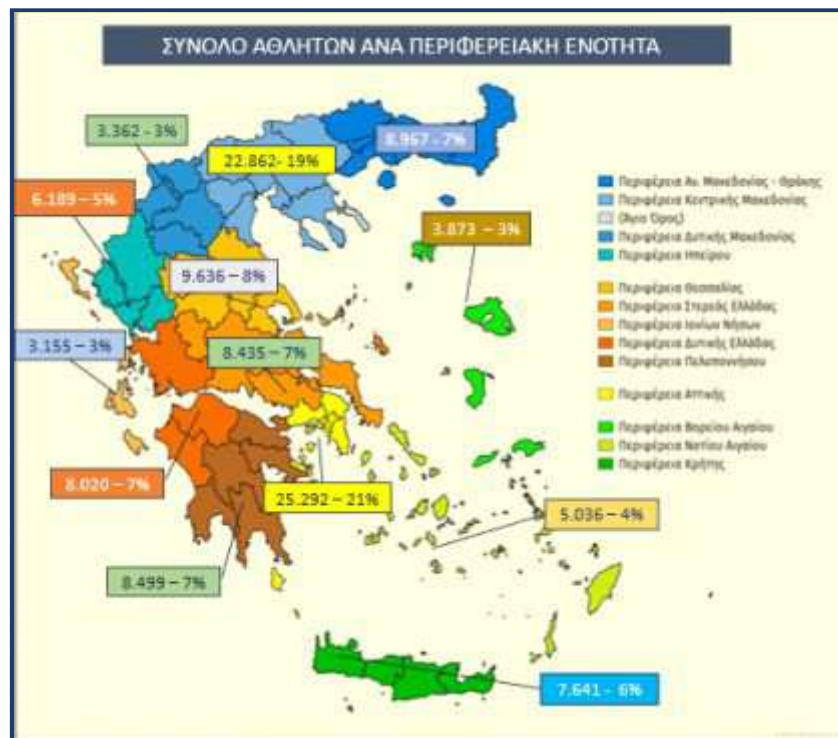 ΣΥΝΟΛΟ ΑΘΛΗΤΩΝ ΑΝΑ ΠΕΡΙΦΕΡΕΙΑΚΗ ΕΝΟΤΗΤΑ
3.362 - 3%
8.967 - 7%
22.862- 19%
6.189 – 5%
3.873 – 3%
9.636 – 8%
3.155 – 3%
8.435 – 7%
8.020 – 7%
25.292 – 21%
5.036 – 4%
8.499 – 7%
7.641 - 6%
Περιφέρεια Αν. Μακεδονίας - Θράκης
Περιφέρεια Κεντρικής Μακεδονίας
(Άγιο Όρος)
Περιφέρεια Δυτικής Μακεδονίας
Περιφέρεια Ηπείρου
Περιφέρεια Θεσσαλίας
Περιφέρεια Στερεάς Ελλάδας
Περιφέρεια Ιονίων Νήσων
Περιφέρεια Δυτικής Ελλάδας
Περιφέρεια Πελοποννήσου
Περιφέρεια Αττικής
Περιφέρεια Βορείου Αιγαίου
Περιφέρεια Νοτίου Αιγαίου
Περιφέρεια Κρήτης